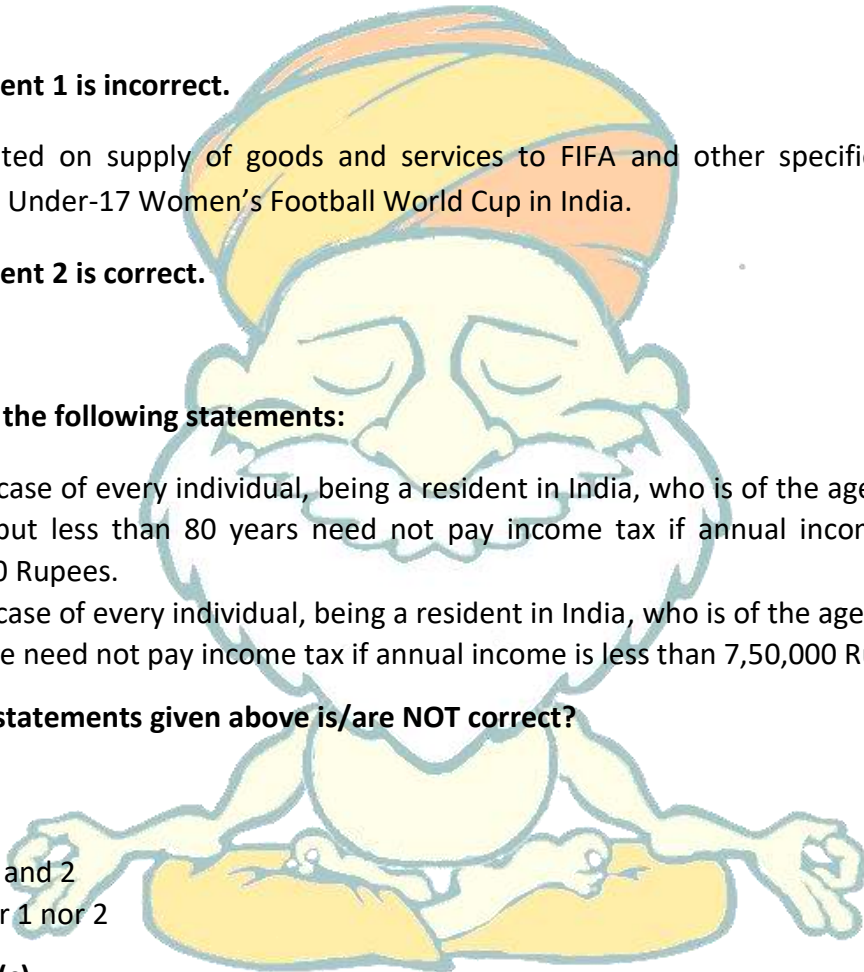 ent 1 is incorrect.
ted on supply of goods and services to FIFA and other specific
Under-17 Women's Football World Cup in India.
ent 2 is correct.
the following statements:
case of every individual, being a resident in India, who is of the age
but less than 80 years need not pay income tax if annual incom
0 Rupees.
case of every individual, being a resident in India, who is of the age
e need not pay income tax if annual income is less than 7,50,000 Ru
statements given above is/are NOT correct?
and 2
r 1 nor 2